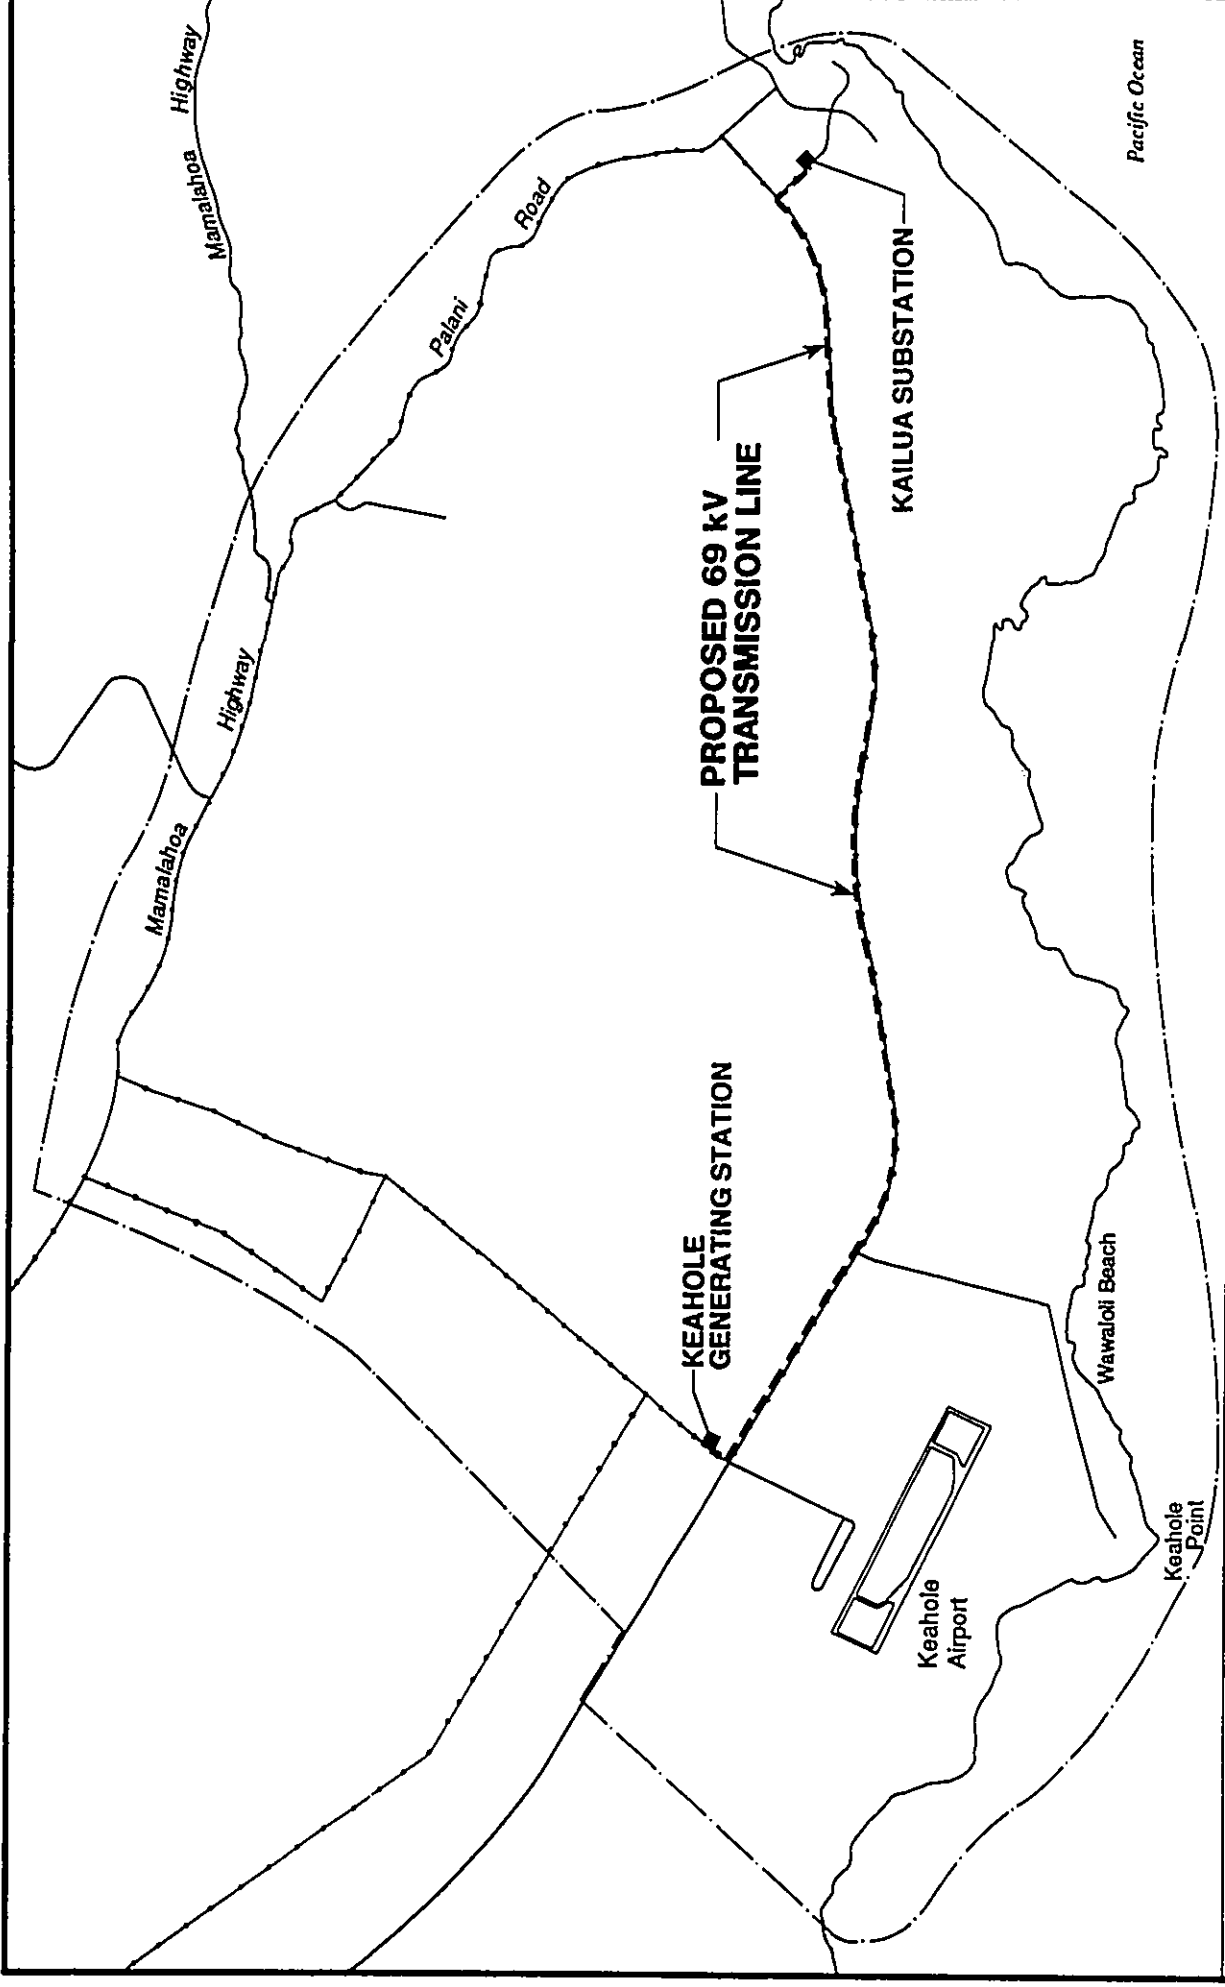 Mamalahoa
Highway
Mamalahoa
Highway
Palani
Road
PROPOSED 69 kV
TRANSMISSION LINE
KEAHOLE
GENERATING STATION
KAILUA SUBSTATION
Keahole
Airport
Wawaloli Beach
Keahole
Point
Pacific Ocean